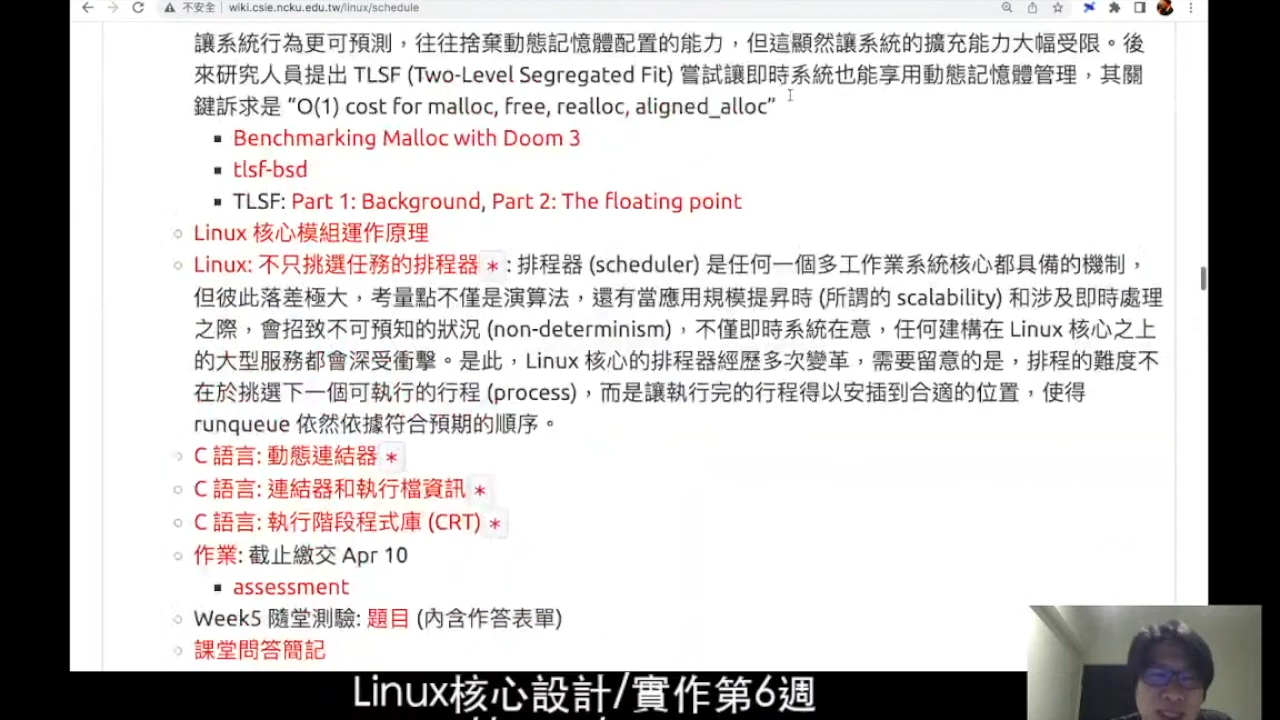 不安全 | wiki.csie.ncku.edu.tw/linux/schedule
讓系統行為更可預測，往往捨棄動態記憶體配置的能力，但這顯然讓系統的擴充能力大幅受限。後
來研究人員提出 TLSF (Two-Level Segregated Fit) 嘗試讓即時系統也能享用動態記憶體管理，其關
鍵訴求是 “O(1) cost for malloc, free, realloc, aligned_alloc”
▪ Benchmarking Malloc with Doom 3
▪ tlsf-bsd
▪ TLSF: Part 1: Background, Part 2: The floating point
○ Linux 核心模組運作原理
○ Linux: 不只挑選任務的排程器 * : 排程器 (scheduler) 是任何一個多工作業系統核心都具備的機制，
但彼此落差極大，考量點不僅是演算法，還有當應用規模提昇時 (所謂的 scalability) 和涉及即時處理
之際，會招致不可預知的狀況 (non-determinism)，不僅即時系統在意，任何建構在 Linux 核心之上
的大型服務都會深受衝擊。是此，Linux 核心的排程器經歷多次變革，需要留意的是，排程的難度不
在於挑選下一個可執行的行程 (process)，而是讓執行完的行程得以安插到合適的位置，使得
runqueue 依然依據符合預期的順序。
○ C 語言: 動態連結器 *
○ C 語言: 連結器和執行檔資訊 *
○ C 語言: 執行階段程式庫 (CRT) *
○ 作業: 截止繳交 Apr 10
▪ assessment
○ Week5 隨堂測驗: 題目 (內含作答表單)
○ 課堂問答簡記
Linux核心設計/實作第6週